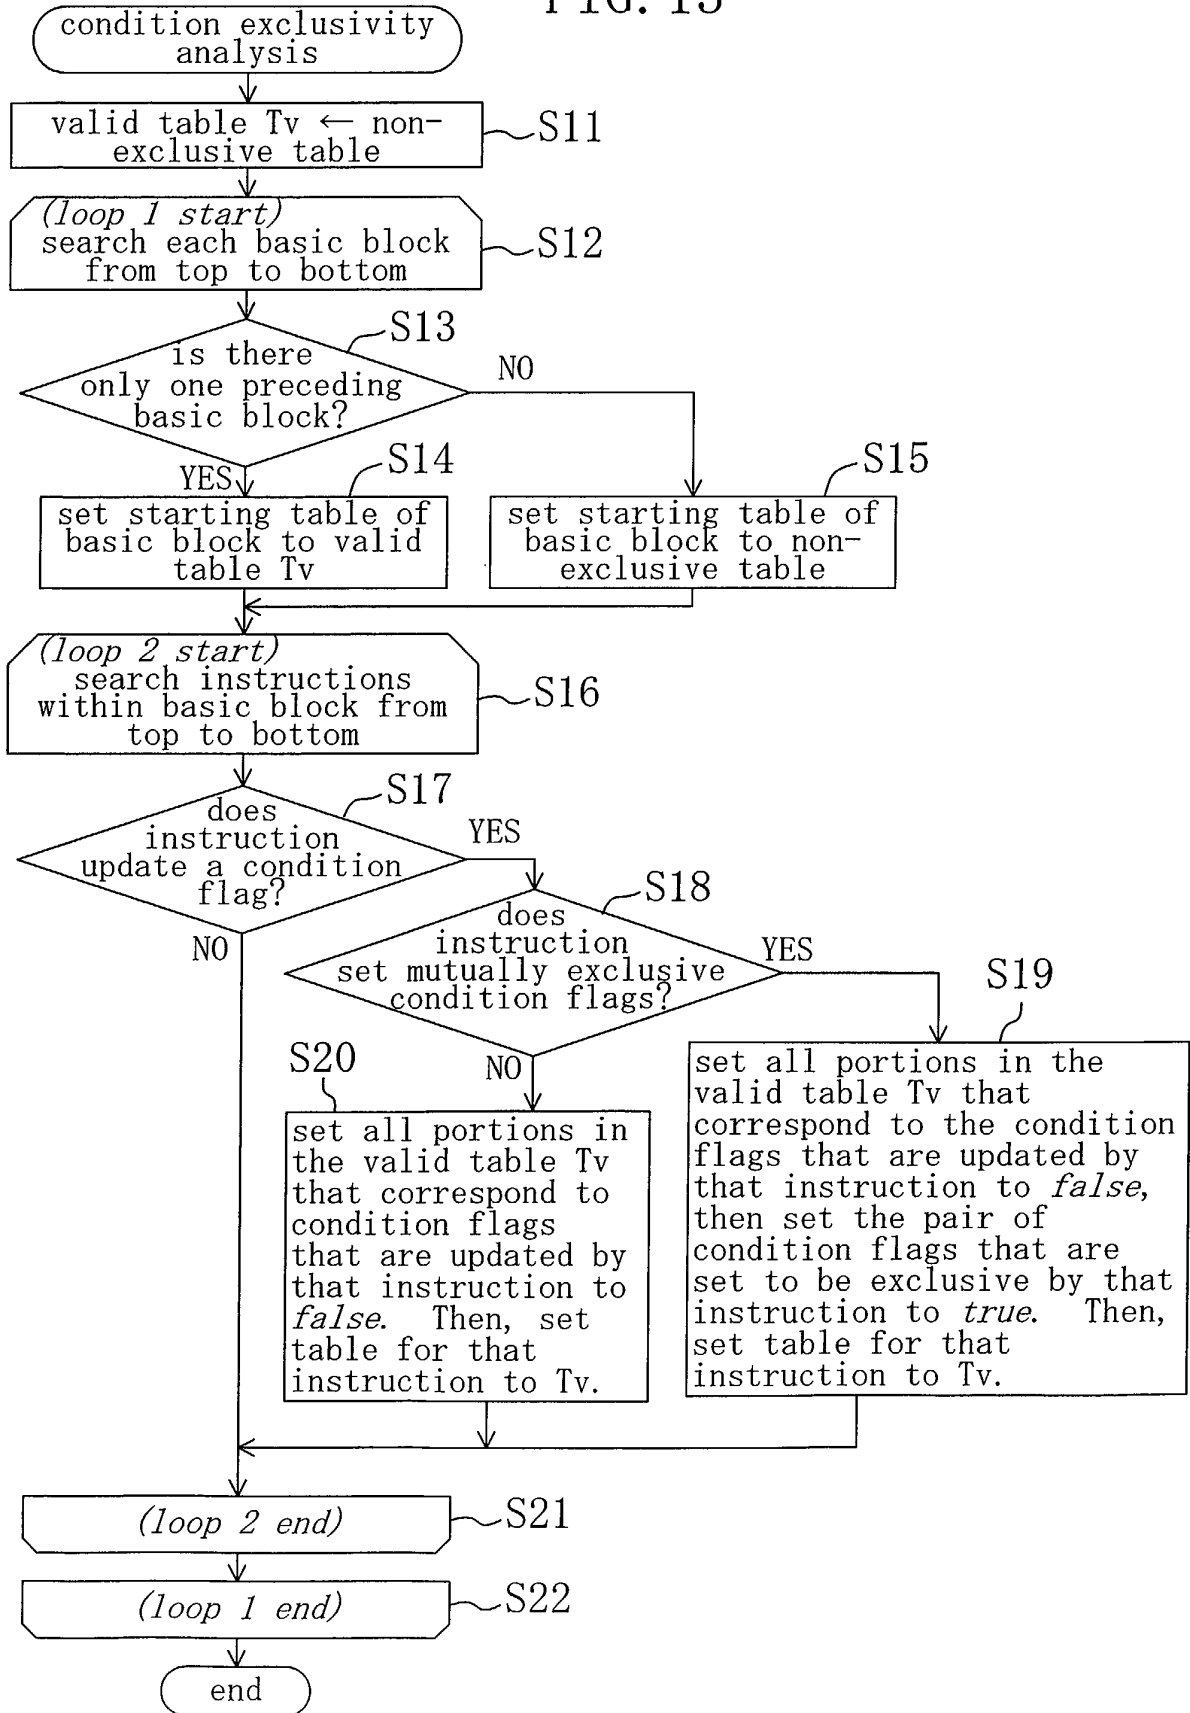 FIG. 13
condition exclusivity
analysis
valid table Tv ← non-
exclusive table
S11
(loop 1 start)
search each basic block
from top to bottom
S12
S13
is there
only one preceding
basic block?
NO
YES
S14
S15
set starting table of
basic block to valid
table Tv
set starting table of
basic block to non-
exclusive table
(loop 2 start)
search instructions
within basic block from
top to bottom
S16
S17
does
instruction
update a condition
flag?
YES
NO
S18
does
instruction
set mutually exclusive
condition flags?
YES
NO
S19
S20
set all portions in
the valid table Tv
that correspond to
condition flags
that are updated by
that instruction to
false. Then, set
table for that
instruction to Tv.
set all portions in the
valid table Tv that
correspond to the condition
flags that are updated by
that instruction to false,
then set the pair of
condition flags that are
set to be exclusive by that
instruction to true. Then,
set table for that
instruction to Tv.
(loop 2 end)
S21
(loop 1 end)
S22
end